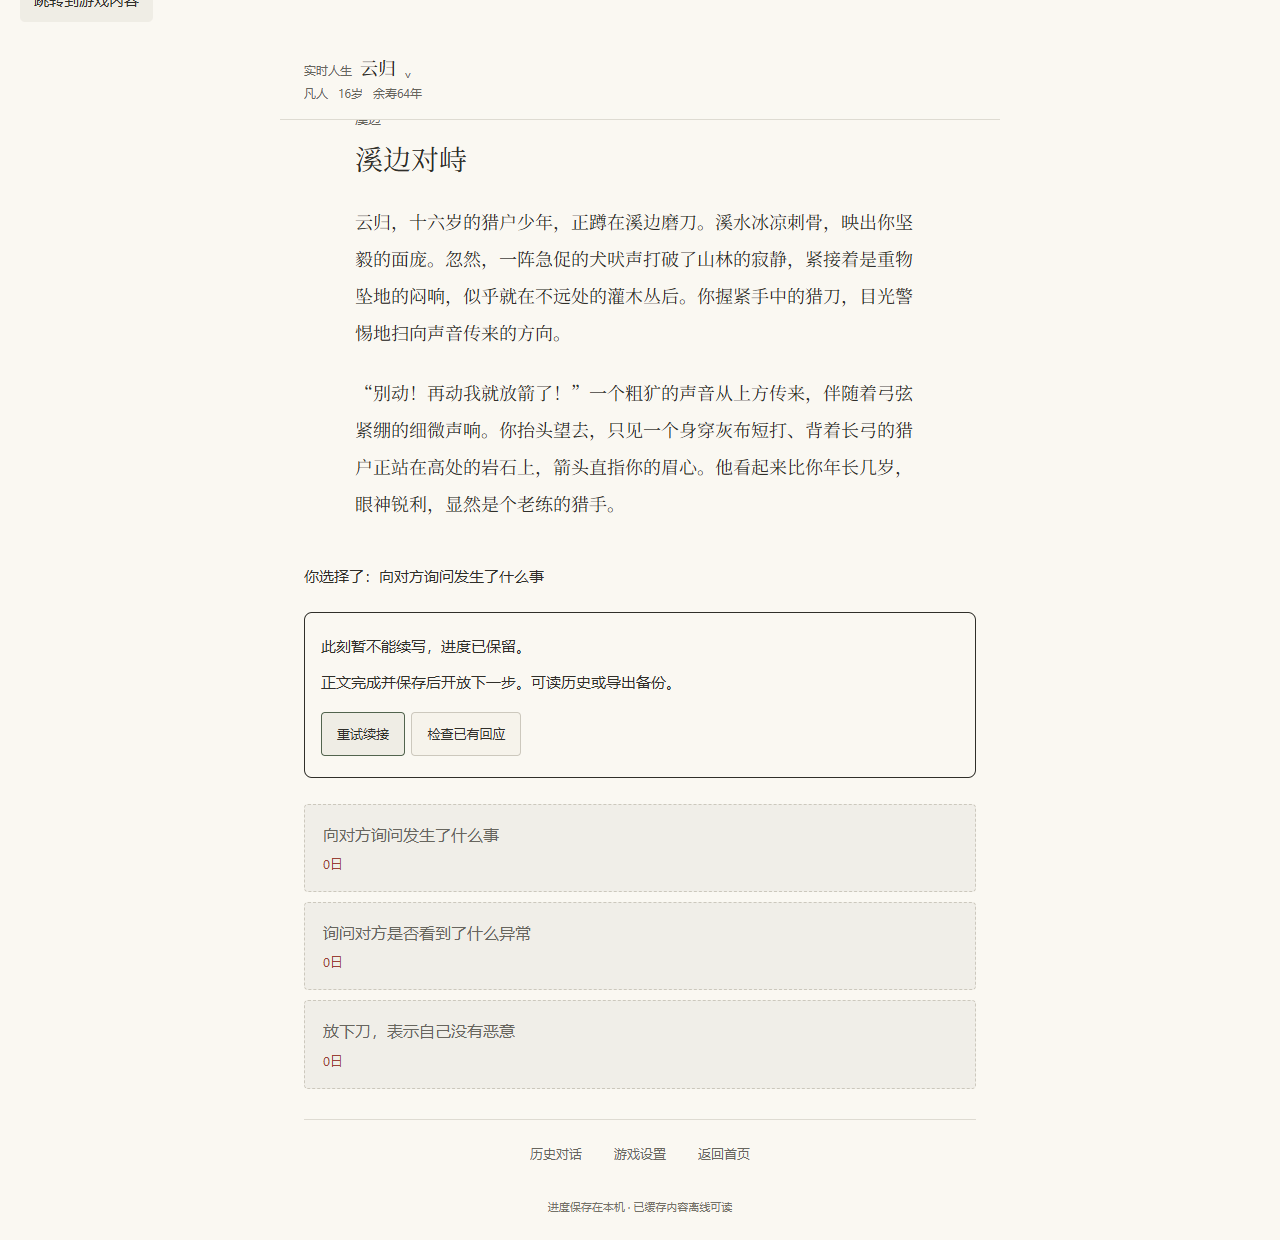 跳转到游戏内容
实时人生 云归 v
凡人 16岁 余寿64年
溪边
溪边对峙
云归，十六岁的猎户少年，正蹲在溪边磨刀。溪水冰凉刺骨，映出你坚
毅的面庞。忽然，一阵急促的犬吠声打破了山林的寂静，紧接着是重物
坠地的闷响，似乎就在不远处的灌木丛后。你握紧手中的猎刀，目光警
惕地扫向声音传来的方向。
“别动！再动我就放箭了！”一个粗犷的声音从上方传来，伴随着弓弦
紧绷的细微声响。你抬头望去，只见一个身穿灰布短打、背着长弓的猎
户正站在高处的岩石上，箭头直指你的眉心。他看起来比你年长几岁，
眼神锐利，显然是个老练的猎手。
你选择了：向对方询问发生了什么事
此刻暂不能续写，进度已保留。
正文完成并保存后开放下一步。可读历史或导出备份。
重试续接 检查已有回应
向对方询问发生了什么事
0日
询问对方是否看到了什么异常
0日
放下刀，表示自己没有恶意
0日
历史对话 游戏设置 返回首页
进度保存在本机 · 已缓存内容离线可读